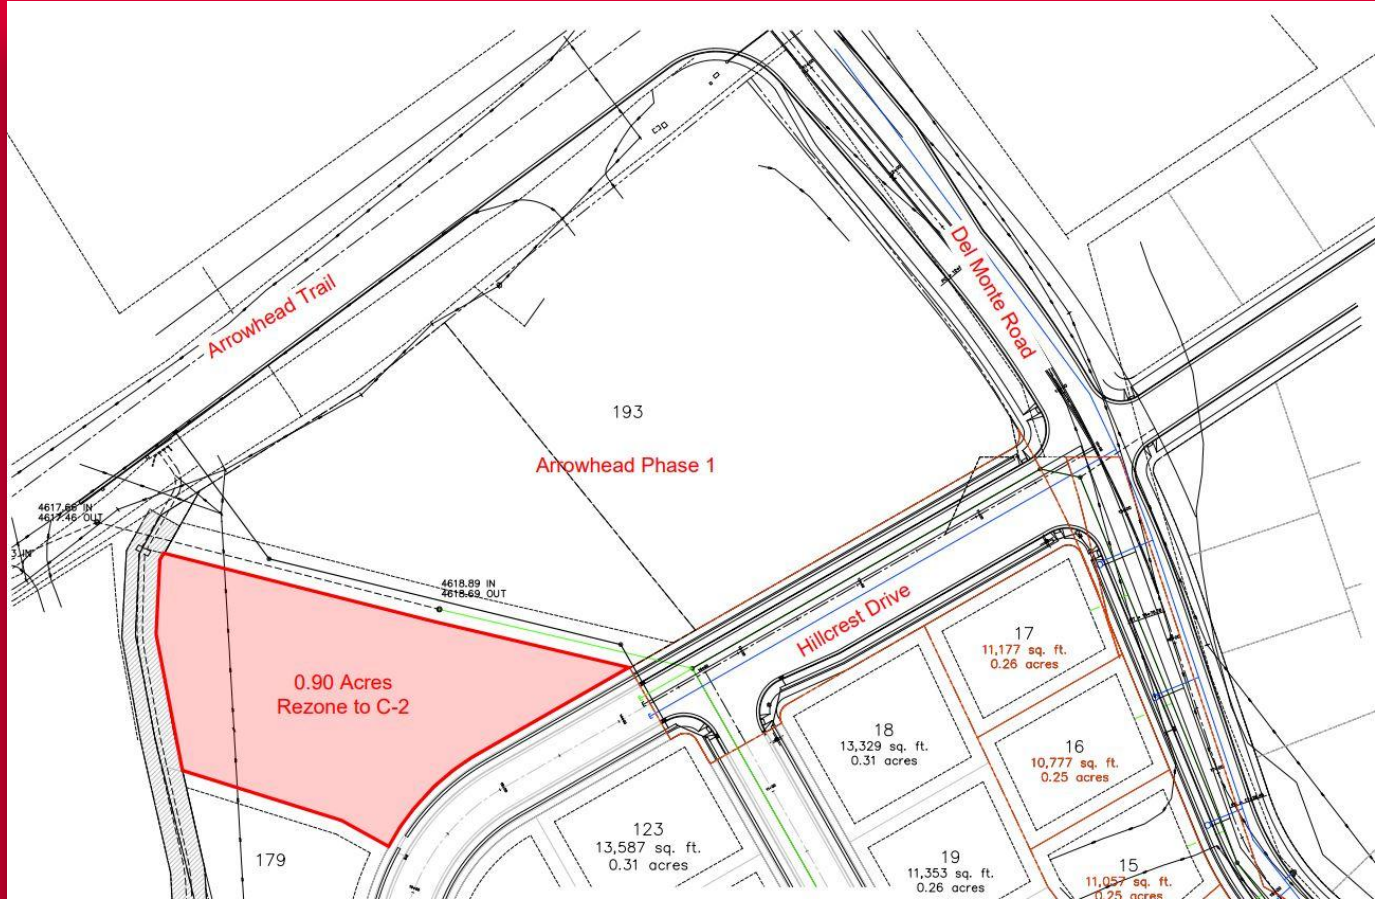 Arrowhead Trail
Del Monte Road
193
Arrowhead Phase 1
4617.66 IN
4617.46 OUT
3 IN
4618.89 IN
4618.69 OUT
Hillcrest Drive
0.90 Acres
Rezone to C-2
17
11,177 sq. ft.
0.26 acres
18
13,329 sq. ft.
0.31 acres
16
10,777 sq. ft.
0.25 acres
123
13,587 sq. ft.
0.31 acres
179
19
11,353 sq. ft.
0.26 acres
15
11,057 sq. ft.
0.25 acres